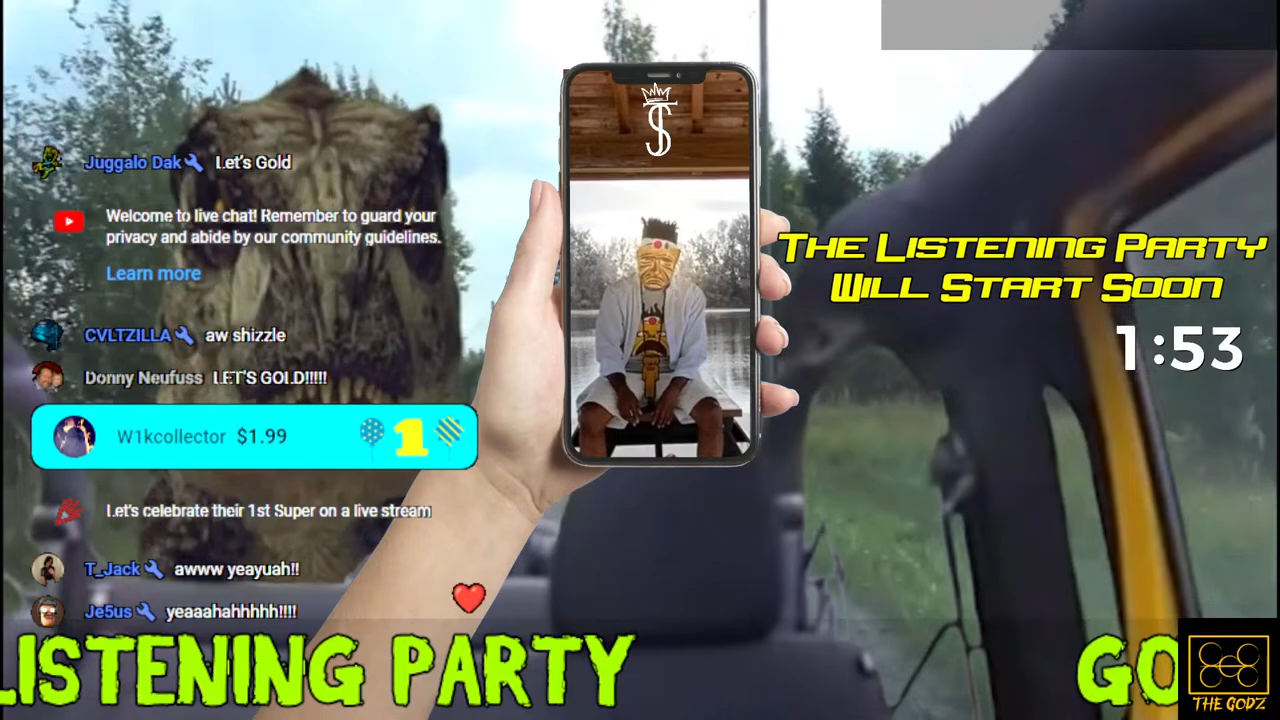 Juggalo Dak Let's Gold
Welcome to live chat! Remember to guard your
privacy and abide by our community guidelines.
Learn more
CVLTZILLA aw shizzle
Donny Neufuss LET'S GOLD!!!!!
W1kcollector $1.99 1
Let's celebrate their 1st Super on a live stream
T_Jack awww yeayuah!!
Je5us yeaaahahhhhh!!!!
The Listening Party
Will Start Soon
1:53
LISTENING PARTY
GO
THE GODZ